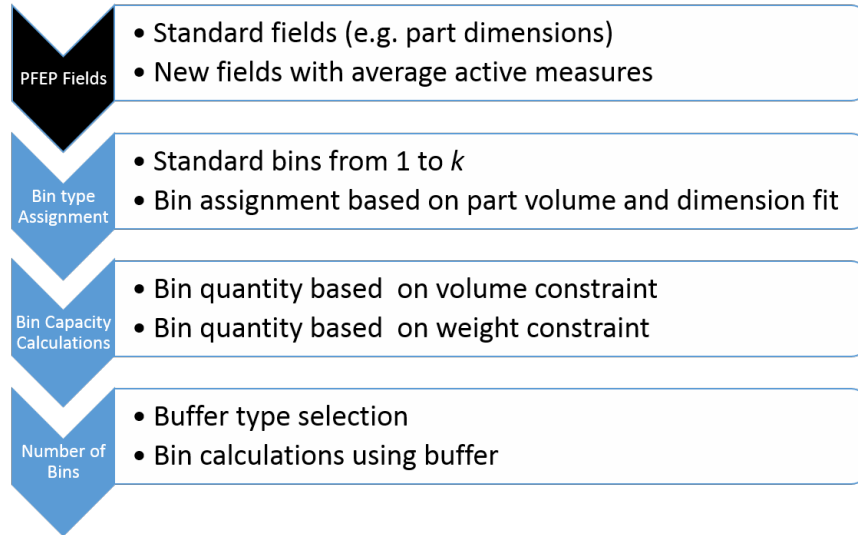 PFEP Fields
• Standard fields (e.g. part dimensions)
• New fields with average active measures
Bin type
Assignment
• Standard bins from 1 to k
• Bin assignment based on part volume and dimension fit
Bin Capacity
Calculations
• Bin quantity based  on volume constraint
• Bin quantity based  on weight constraint
Number of
Bins
• Buffer type selection
• Bin calculations using buffer